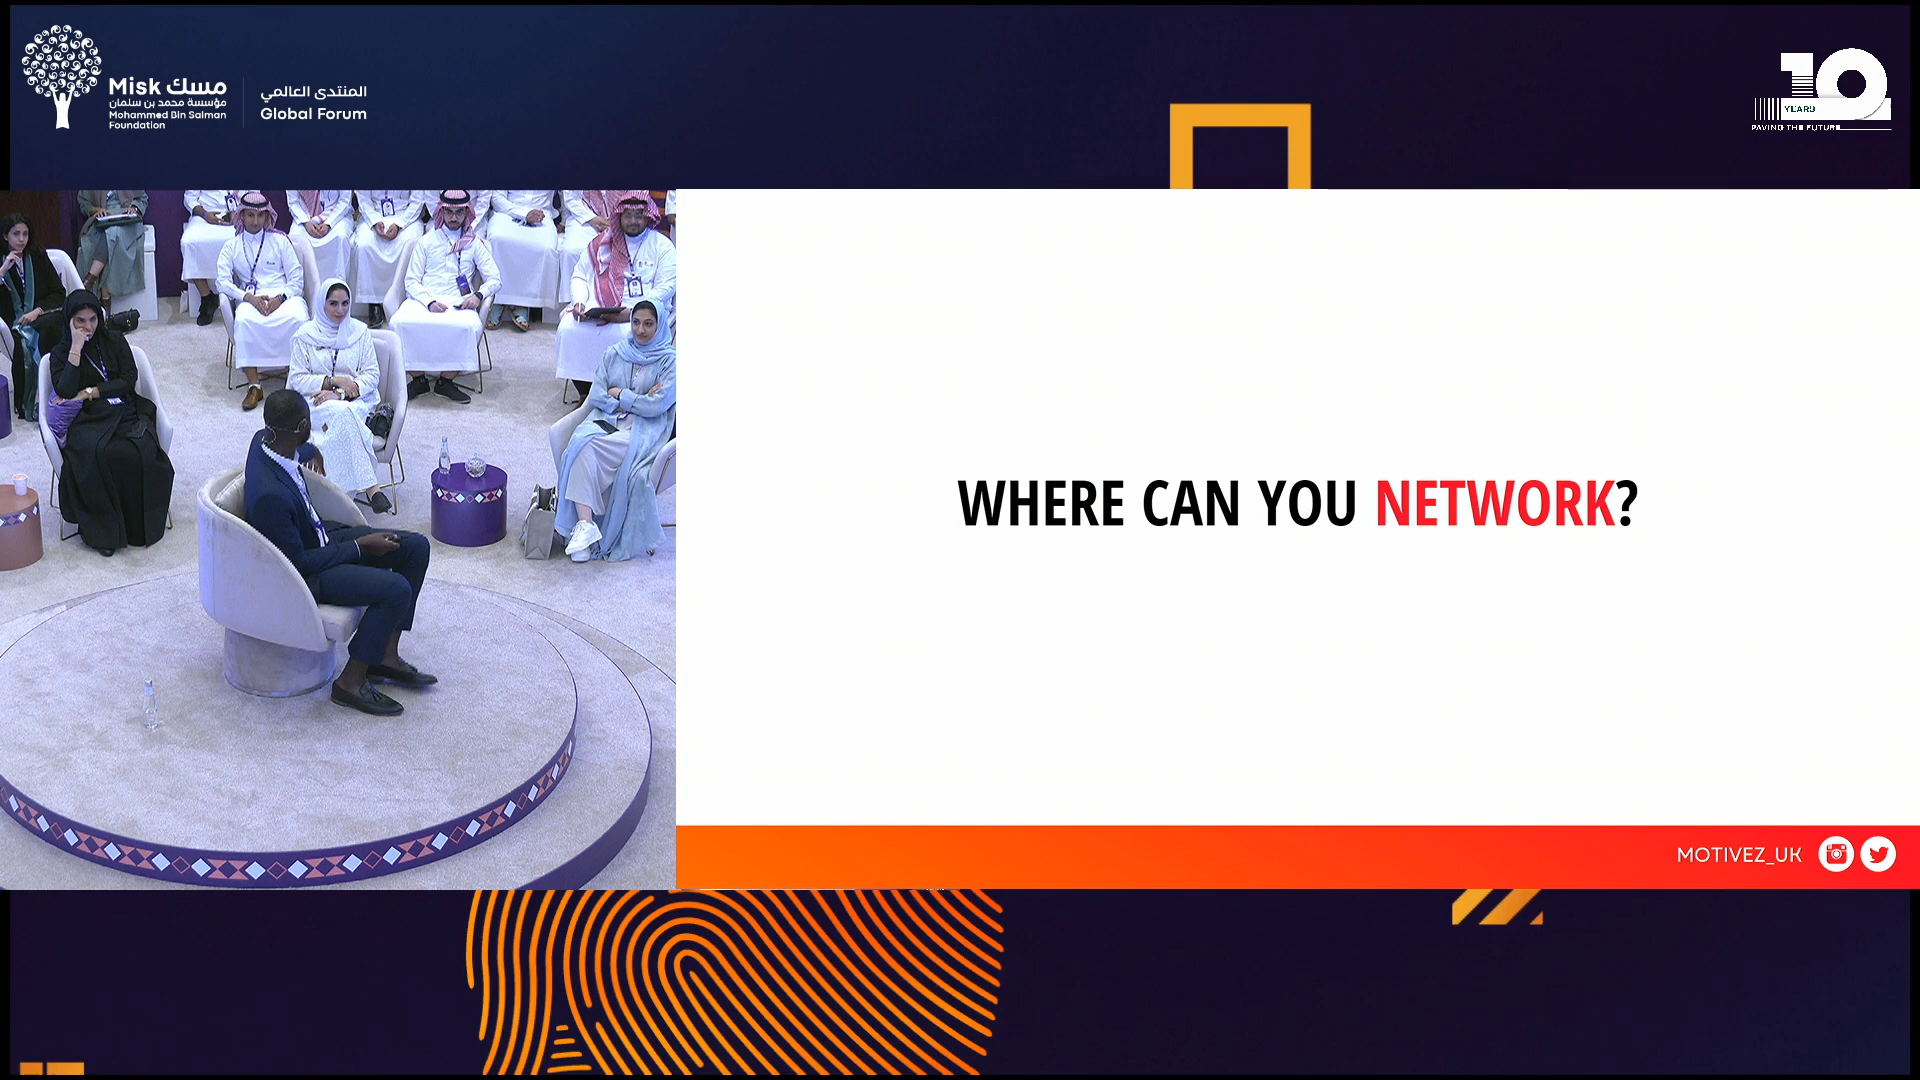 Misk مسك
مؤسسة محمد بن سلمان
Mohammed Bin Salman
Foundation
المنتدى العالمي
Global Forum
10
YEARS
PAVING THE FUTURE
WHERE CAN YOU NETWORK?
MOTIVEZ_UK